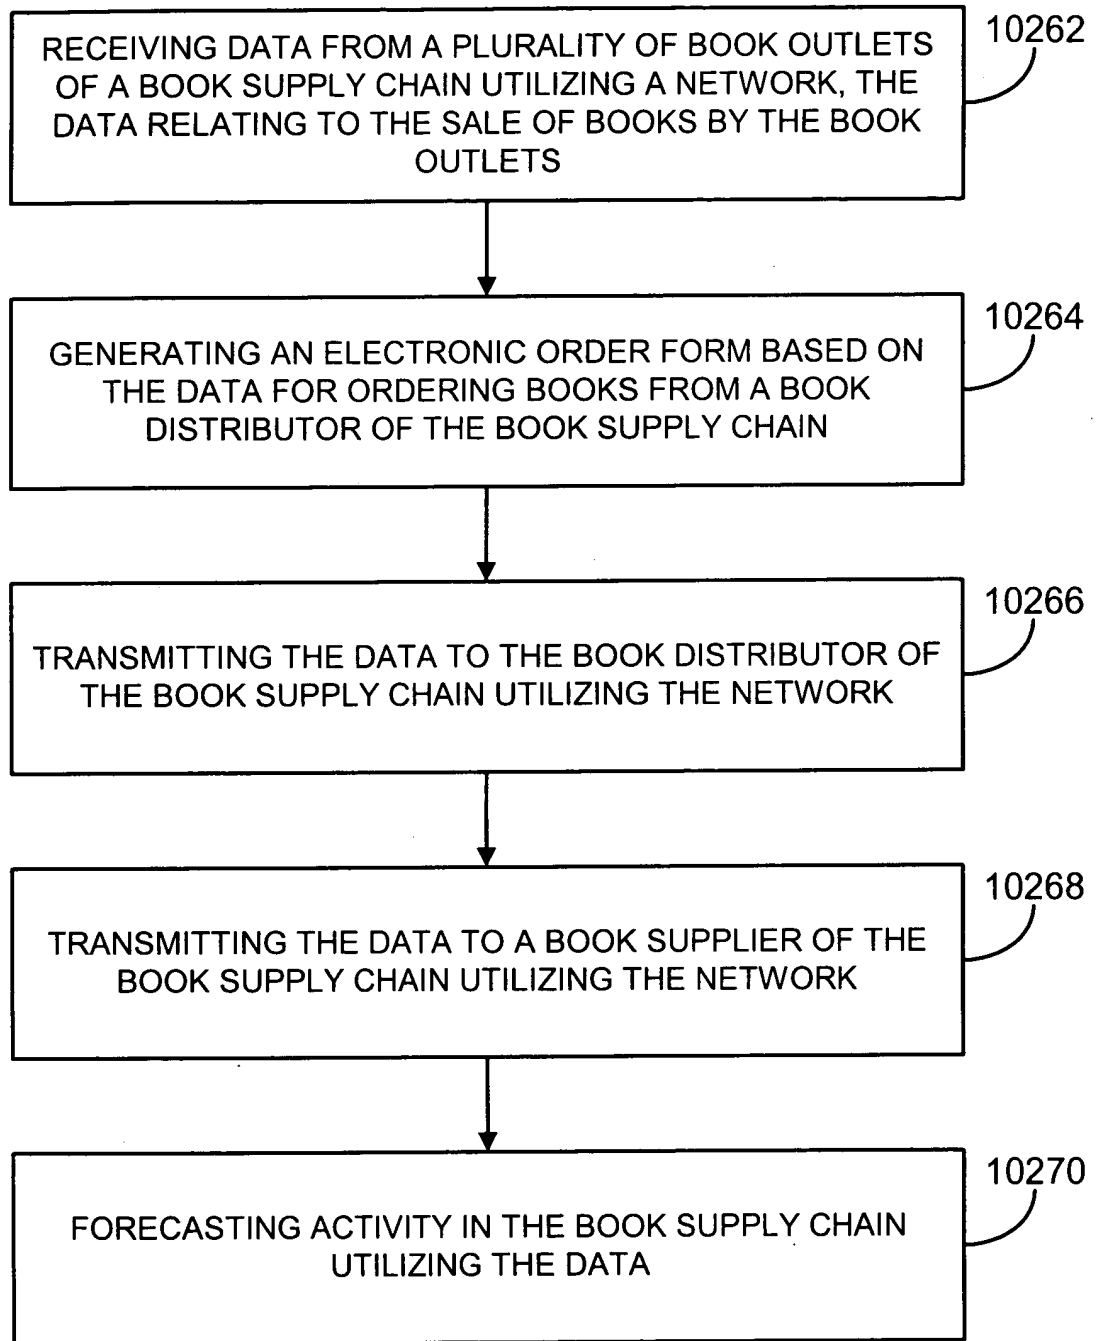 RECEIVING DATA FROM A PLURALITY OF BOOK OUTLETS
OF A BOOK SUPPLY CHAIN UTILIZING A NETWORK, THE
DATA RELATING TO THE SALE OF BOOKS BY THE BOOK
OUTLETS
10262
GENERATING AN ELECTRONIC ORDER FORM BASED ON
THE DATA FOR ORDERING BOOKS FROM A BOOK
DISTRIBUTOR OF THE BOOK SUPPLY CHAIN
10264
TRANSMITTING THE DATA TO THE BOOK DISTRIBUTOR OF
THE BOOK SUPPLY CHAIN UTILIZING THE NETWORK
10266
TRANSMITTING THE DATA TO A BOOK SUPPLIER OF THE
BOOK SUPPLY CHAIN UTILIZING THE NETWORK
10268
FORECASTING ACTIVITY IN THE BOOK SUPPLY CHAIN
UTILIZING THE DATA
10270